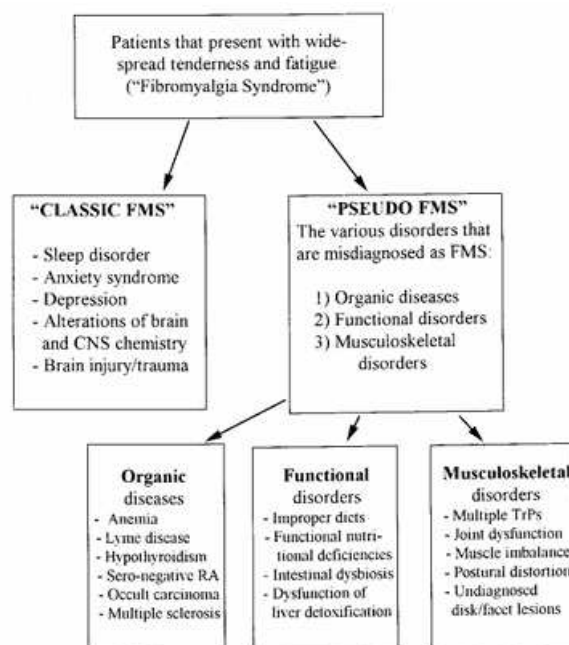 Patients that present with wide-
spread tenderness and fatigue
("Fibromyalgia Syndrome")
"CLASSIC FMS"
- Sleep disorder
- Anxiety syndrome
- Depression
- Alterations of brain
and CNS chemistry
- Brain injury/trauma
"PSEUDO FMS"
The various disorders that
are misdiagnosed as FMS:
1) Organic diseases
2) Functional disorders
3) Musculoskeletal
disorders
Organic
diseases
- Anemia
- Lyme disease
- Hypothyroidism
- Sero-negative RA
- Occult carcinoma
- Multiple sclerosis
Functional
disorders
- Improper diets
- Functional nutri-
tional deficiencies
- Intestinal dysbiosis
- Dysfunction of
liver detoxification
Musculoskeletal
disorders
- Multiple TrPs
- Joint dysfunction
- Muscle imbalance
- Postural distortion
- Undiagnosed
disk/facet lesions